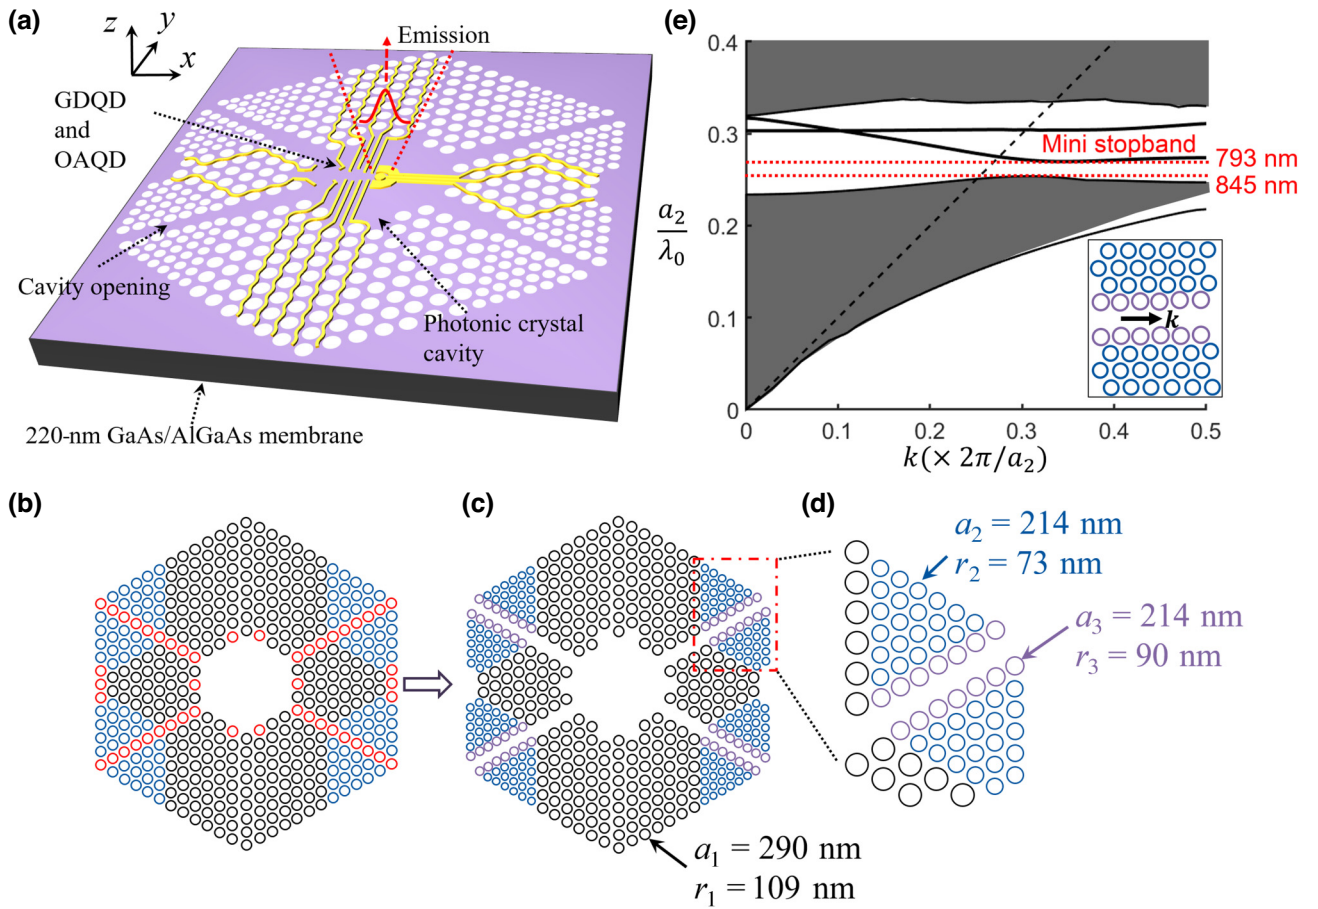 (a)
z
y
x
Emission
GDQD
and
OAQD
Cavity opening
Photonic crystal
cavity
220-nm GaAs/AlGaAs membrane
(e)
0.4
0.3
0.2
0.1
0
a₂
λ₀
Mini stopband
793 nm
845 nm
k
0 0.1 0.2 0.3 0.4 0.5
k(× 2π/a₂)
(b)
(c)
a₁ = 290 nm
r₁ = 109 nm
(d)
a₂ = 214 nm
r₂ = 73 nm
a₃ = 214 nm
r₃ = 90 nm